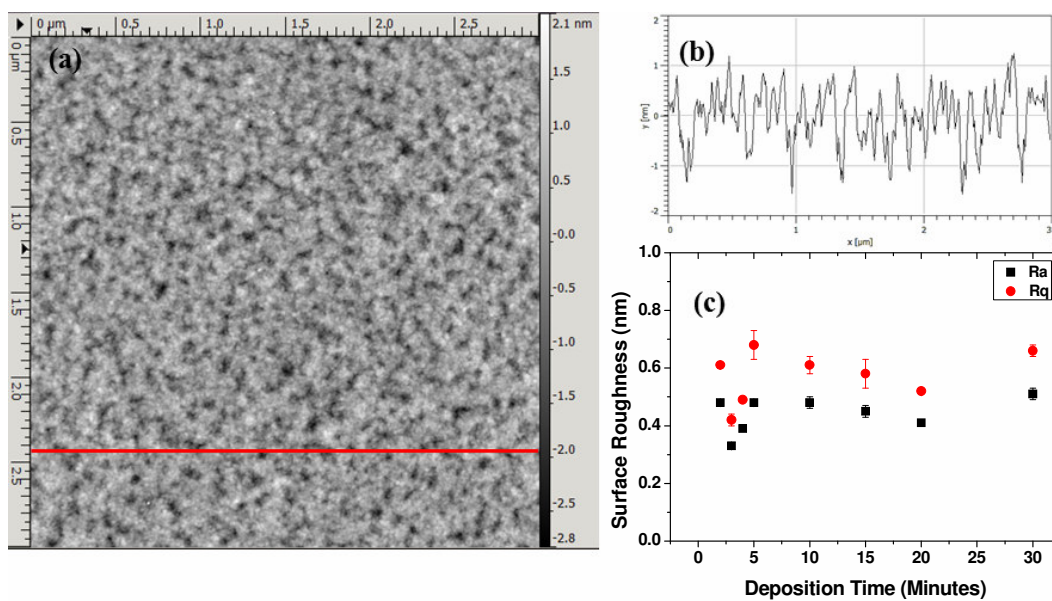 0 µm 0.5 1.0 1.5 2.0 2.5
2.1 nm
0 µm
0.5
1.0
1.5
2.0
2.5
(a)
1.5
1.0
0.5
-0.0
-0.5
-1.0
-1.5
-2.0
-2.5
-2.8
(b)
y [nm]
2
1
0
-1
-2
0 1 2 3
x [µm]
(c)
Ra
Rq
Surface Roughness (nm)
1.0
0.8
0.6
0.4
0.2
0.0
0 5 10 15 20 25 30
Deposition Time (Minutes)